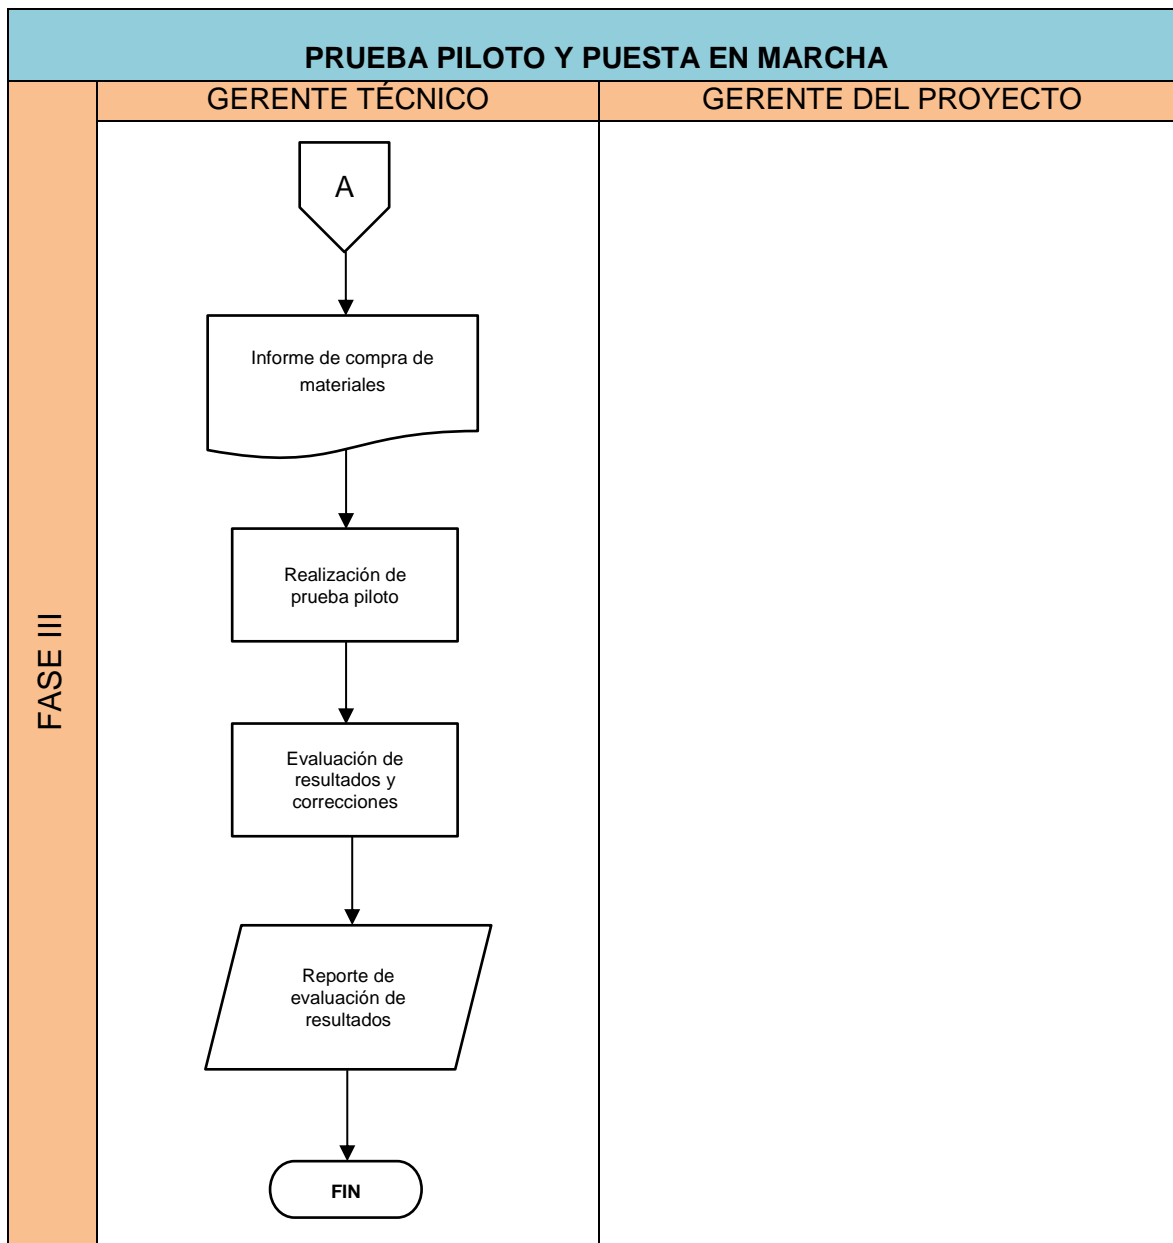 PRUEBA PILOTO Y PUESTA EN MARCHA
GERENTE TÉCNICO
GERENTE DEL PROYECTO
FASE III
A
Informe de compra de
materiales
Realización de
prueba piloto
Evaluación de
resultados y
correcciones
Reporte de
evaluación de
resultados
FIN